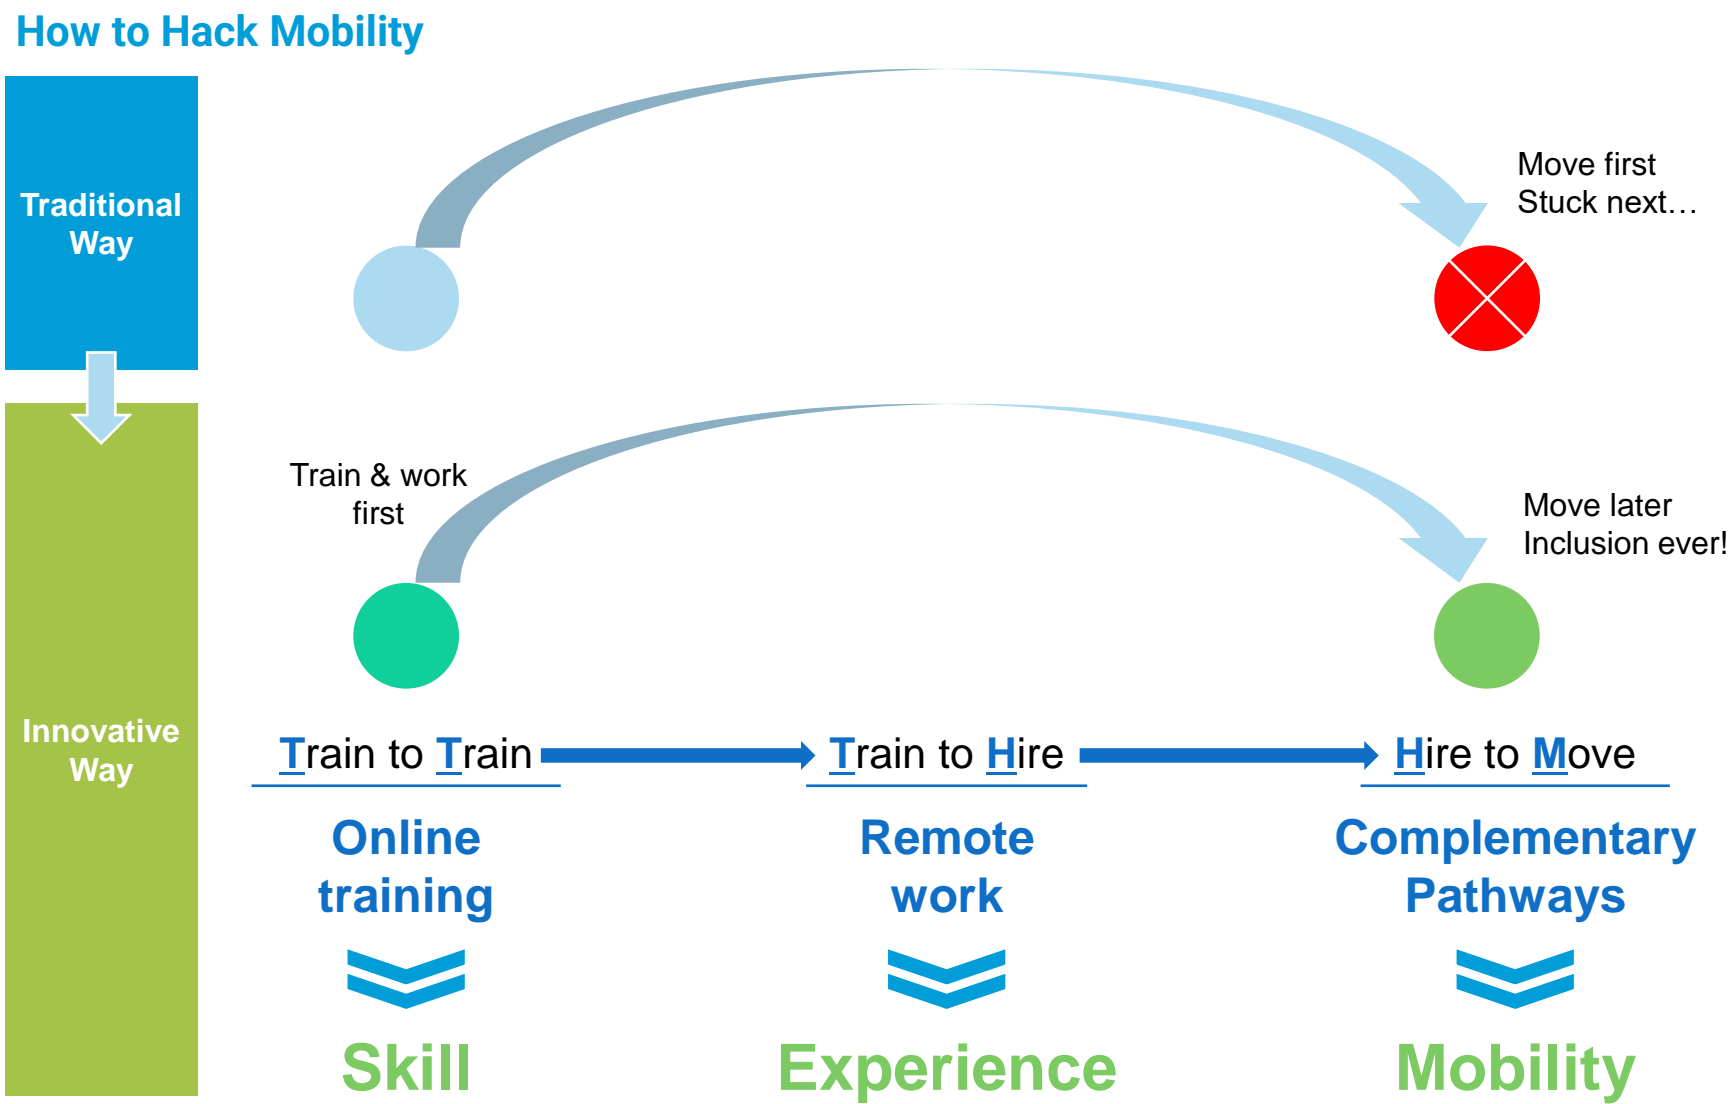 How to Hack Mobility
Traditional
Way
Move first
Stuck next…
Innovative
Way
Train & work
first
Move later
Inclusion ever!
Train to Train
Train to Hire
Hire to Move
Online
training
Remote
work
Complementary
Pathways
Skill
Experience
Mobility